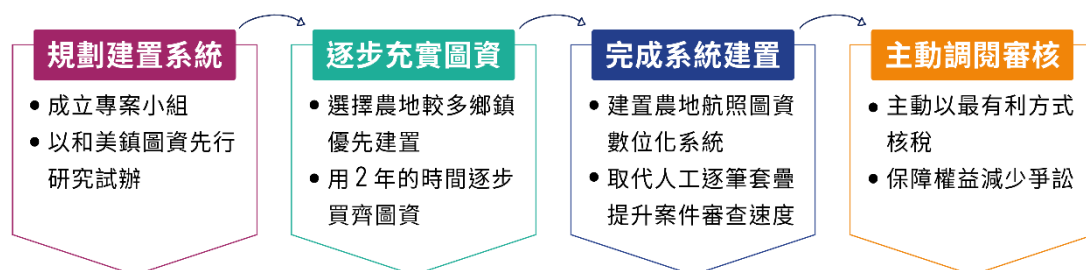 規劃建置系統
• 成立專案小組
• 以和美鎮圖資先行
研究試辦
逐步充實圖資
• 選擇農地較多鄉鎮
優先建置
• 用2年的時間逐步
買齊圖資
完成系統建置
• 建置農地航照圖資
數位化系統
• 取代人工逐筆套疊
提升案件審查速度
主動調閱審核
• 主動以最有利方式
核稅
• 保障權益減少爭訟